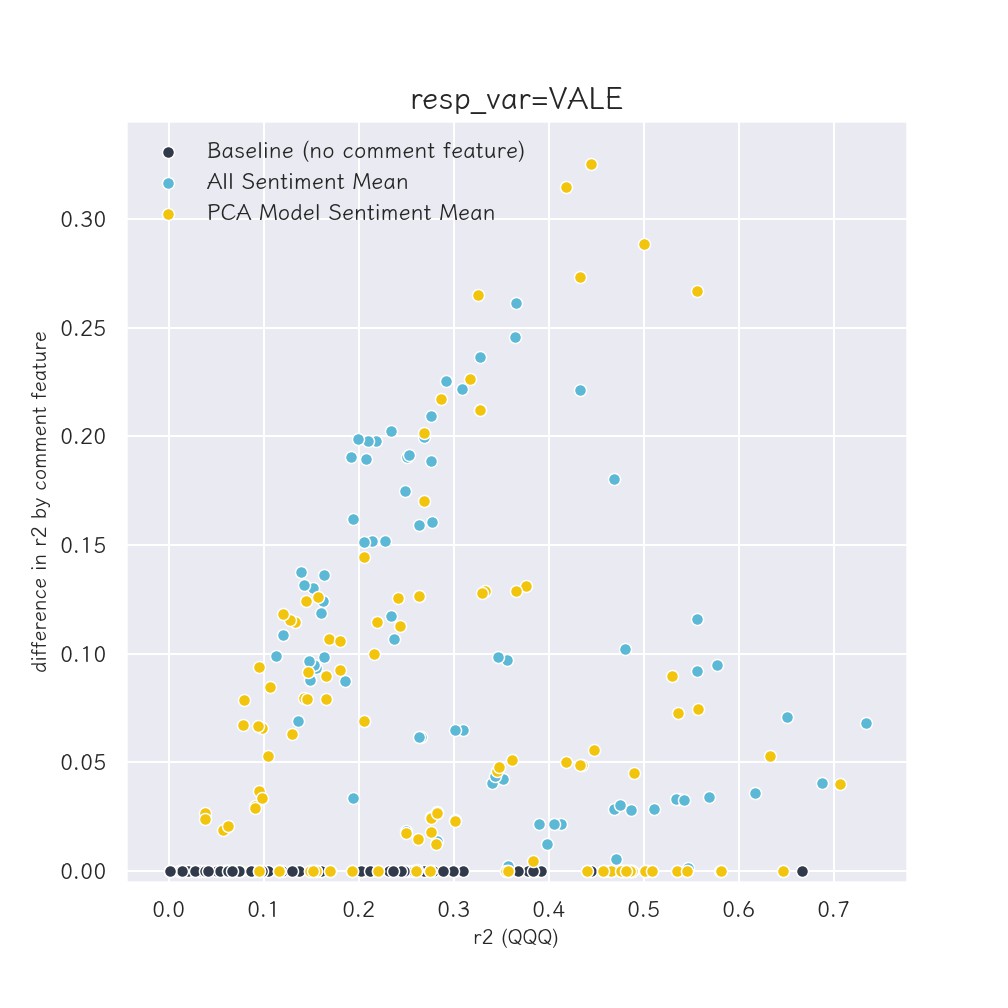 resp_var=VALE
Baseline (no comment feature)
All Sentiment Mean
PCA Model Sentiment Mean
0.30
0.25
0.20
0.15
0.10
0.05
0.00
difference in r2 by comment feature
0.0 0.1 0.2 0.3 0.4 0.5 0.6 0.7
r2 (QQQ)